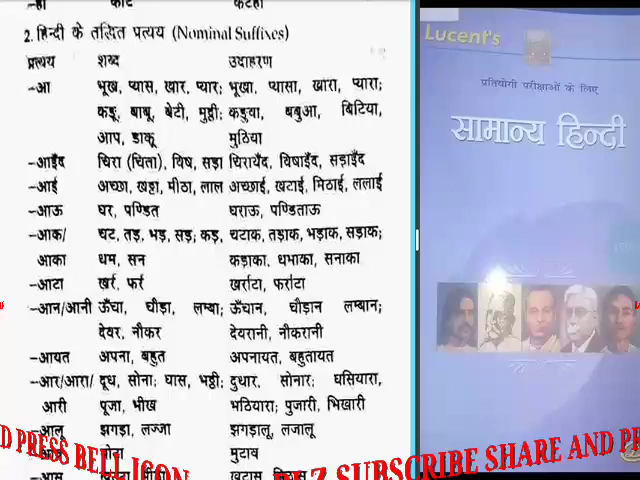 2. हिन्दी के तद्धित प्रत्यय (Nominal Suffixes)
प्रत्यय शब्द उदाहरण
–आ भूख, प्यास, खार, प्यार; भूखा, प्यासा, खारा, प्यारा;
कडु, बाबू, बेटी, मुट्ठी; कडुवा, बबुआ, बिटिया,
आप, डाकू मुठिया
–आइँद चिरा (चिता), विष, सड़ा चिरायँद, विषाइँद, सड़ाइँद
–आई अच्छा, खट्टा, मीठा, लाल अच्छाई, खटाई, मिठाई, ललाई
–आऊ घर, पण्डित घराऊ, पण्डिताऊ
–आक/ चट, तड़, भड़, सड़; कड़, चटाक, तड़ाक, भड़ाक, सड़ाक;
आका धम, सन कड़ाका, धमाका, सनाका
–आटा खर्र, फर्र खर्राटा, फर्राटा
–आन/आनी ऊँचा, चौड़ा, लम्बा; ऊँचान, चौड़ान लम्बान;
देवर, नौकर देवरानी, नौकरानी
–आयत अपना, बहुत अपनायत, बहुतायत
–आर/आरा/ दूध, सोना; घास, भट्ठी; दुधार, सोनार; घसियारा,
आरी पूजा, भीख भठियारा; पुजारी, भिखारी
–आलू झगड़ा, लज्जा झगड़ालू, लजालू
मुटाव
Lucent's
प्रतियोगी परीक्षाओं के लिए
सामान्य हिन्दी
D PRESS BELL ICON
SUBSCRIBE SHARE AND PR